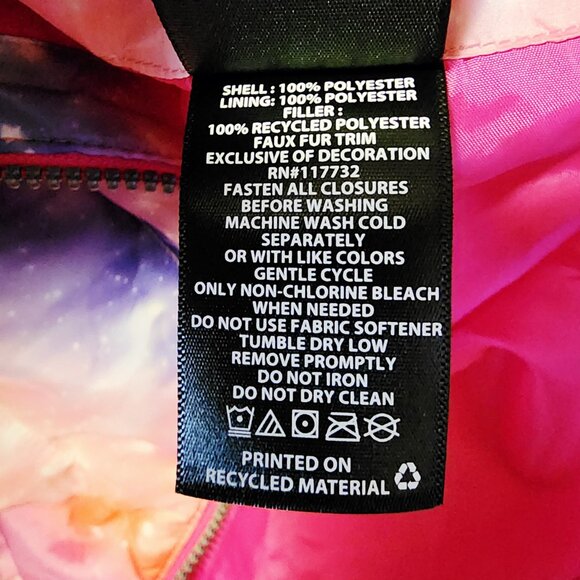 SHELL : 100% POLYESTER
LINING: 100% POLYESTER
FILLER :
100% RECYCLED POLYESTER
FAUX FUR TRIM
EXCLUSIVE OF DECORATION
RN#117732
FASTEN ALL CLOSURES
BEFORE WASHING
MACHINE WASH COLD
SEPARATELY
OR WITH LIKE COLORS
GENTLE CYCLE
ONLY NON-CHLORINE BLEACH
WHEN NEEDED
DO NOT USE FABRIC SOFTENER
TUMBLE DRY LOW
REMOVE PROMPTLY
DO NOT IRON
DO NOT DRY CLEAN
PRINTED ON
RECYCLED MATERIAL